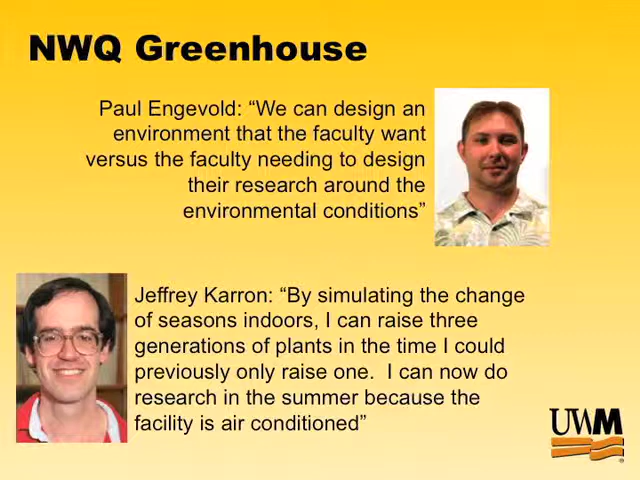 NWQ Greenhouse
Paul Engevold: “We can design an
environment that the faculty want
versus the faculty needing to design
their research around the
environmental conditions”
Jeffrey Karron: “By simulating the change
of seasons indoors, I can raise three
generations of plants in the time I could
previously only raise one.  I can now do
research in the summer because the
facility is air conditioned”
UWM